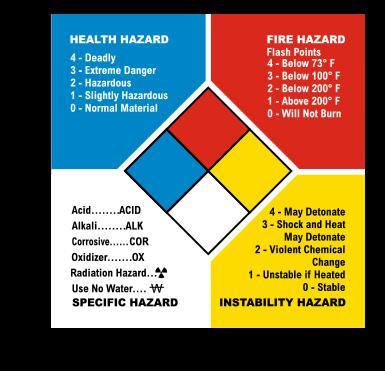 HEALTH HAZARD
4 - Deadly
3 - Extreme Danger
2 - Hazardous
1 - Slightly Hazardous
0 - Normal Material
FIRE HAZARD
Flash Points
4 - Below 73° F
3 - Below 100° F
2 - Below 200° F
1 - Above 200° F
0 - Will Not Burn
Acid........ACID
Alkali........ALK
Corrosive......COR
Oxidizer.......OX
Radiation Hazard...☢
Use No Water.... W̶
SPECIFIC HAZARD
4 - May Detonate
3 - Shock and Heat
May Detonate
2 - Violent Chemical
Change
1 - Unstable if Heated
0 - Stable
INSTABILITY HAZARD